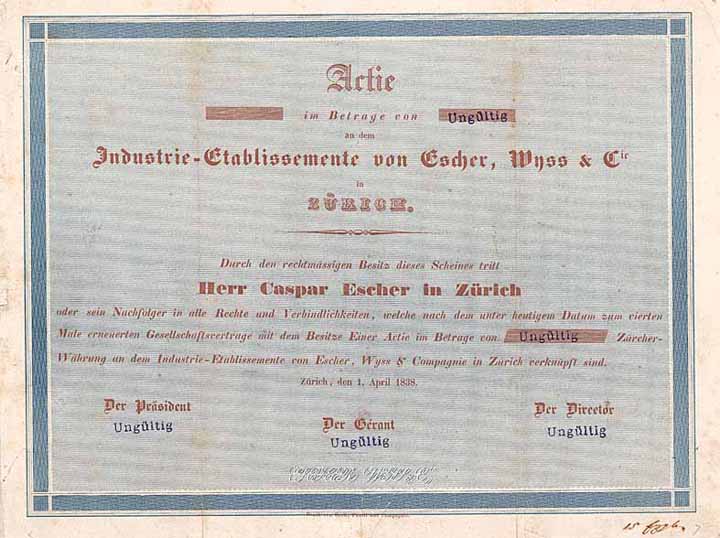 Actie
im Betrage von Ungültig
an dem
Industrie-Etablissemente von Escher, Wyss & Cie
in
ZÜRICH.
Durch den rechtmässigen Besitz dieses Scheines tritt
Herr Caspar Escher in Zürich
oder sein Nachfolger in alle Rechte und Verbindlichkeiten, welche nach dem unter heutigem Datum zum vierten
Male erneuerten Gesellschaftsvertrage mit dem Besitze Einer Actie im Betrage von Ungültig Zürcher-
Währung an dem Industrie-Etablissemente von Escher, Wyss & Compagnie in Zürich verknüpft sind.
Zürich, den 1. April 1838.
Der Präsident
Ungültig
Der Gérant
Ungültig
Der Director
Ungültig